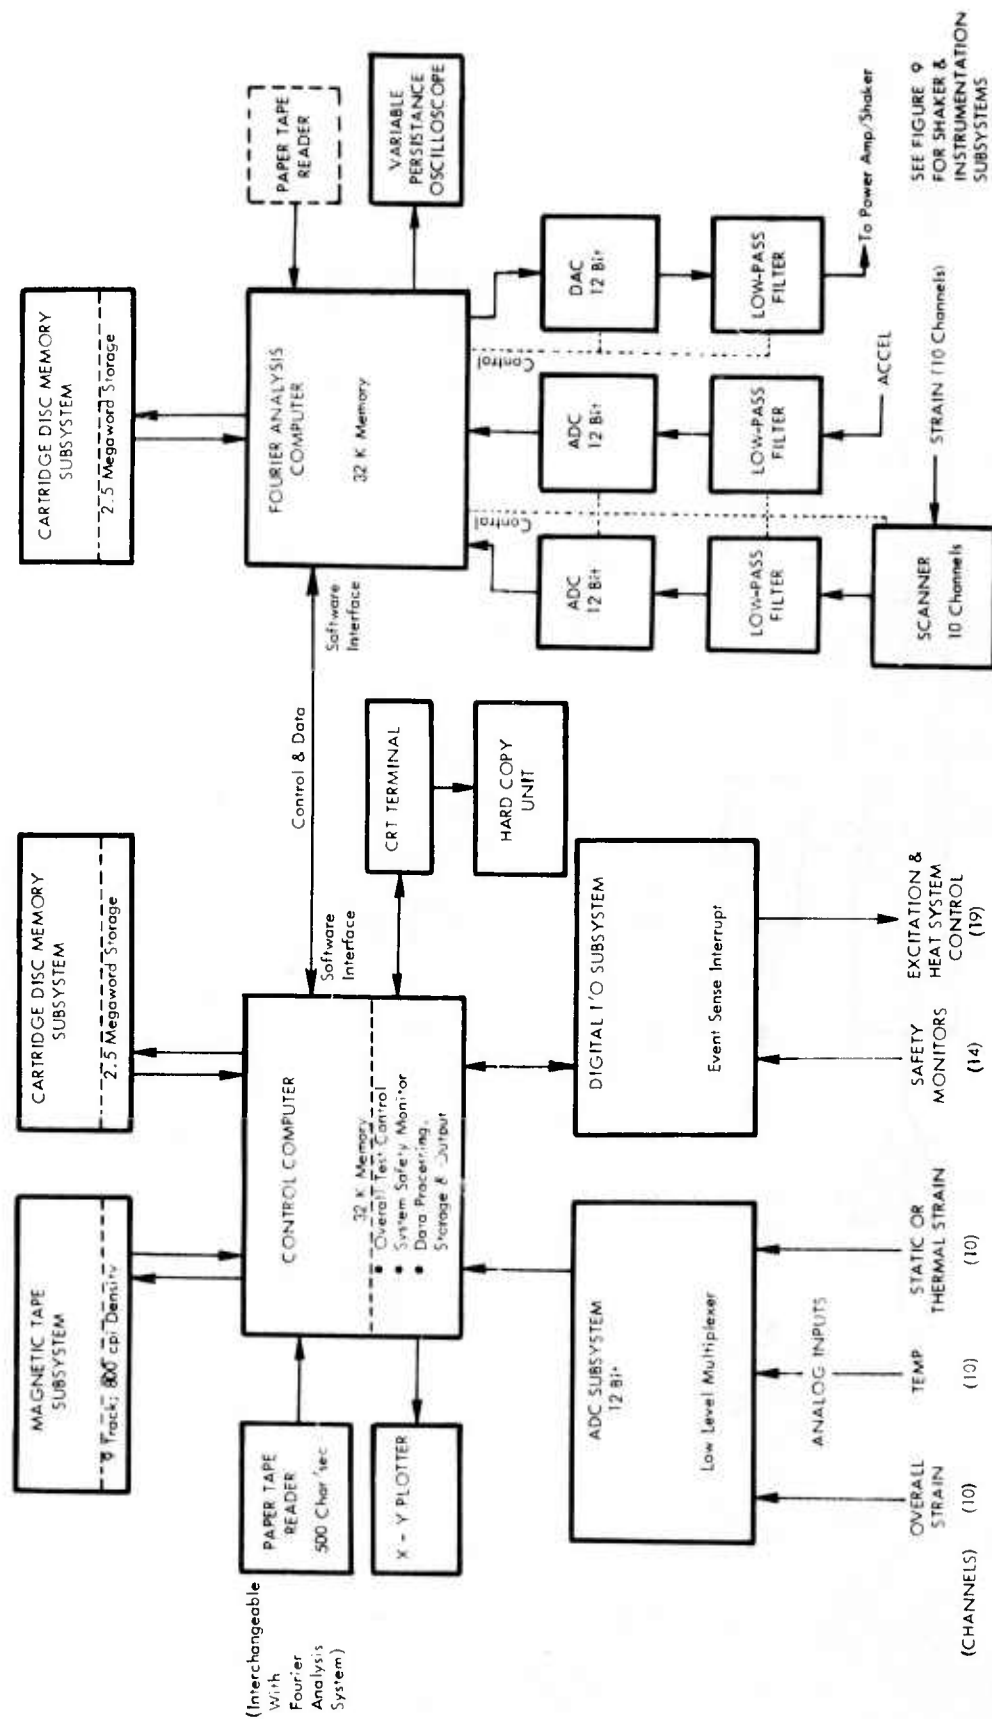 MAGNETIC TAPE
SUBSYSTEM
9 Track; 800 cpi Density
CARTRIDGE DISC MEMORY
SUBSYSTEM
2.5 Megaword Storage
CARTRIDGE DISC MEMORY
SUBSYSTEM
2.5 Megaword Storage
(Interchangeable
With
Fourier
Analysis
System)
PAPER TAPE
READER
500 Char/sec
X - Y PLOTTER
CONTROL COMPUTER
32 K Memory
• Overall Test Control
• System Safety Monitor
• Data Processing,
Storage & Output
Software
Interface
Control & Data
Software
Interface
CRT TERMINAL
HARD COPY
UNIT
FOURIER ANALYSIS
COMPUTER
32 K Memory
PAPER TAPE
READER
VARIABLE
PERSISTANCE
OSCILLOSCOPE
ADC SUBSYSTEM
12 Bit
Low Level Multiplexer
ANALOG INPUTS
(CHANNELS)
OVERALL
STRAIN
(10)
TEMP
(10)
STATIC OR
THERMAL STRAIN
(10)
DIGITAL I/O SUBSYSTEM
Event Sense Interrupt
SAFETY
MONITORS
(14)
EXCITATION &
HEAT SYSTEM
CONTROL
(19)
Control
Control
ADC
12 Bit
ADC
12 Bit
DAC
12 Bit
LOW-PASS
FILTER
LOW-PASS
FILTER
LOW-PASS
FILTER
SCANNER
10 Channels
STRAIN (10 Channels)
ACCEL
To Power Amp/Shaker
SEE FIGURE 9
FOR SHAKER &
INSTRUMENTATION
SUBSYSTEMS